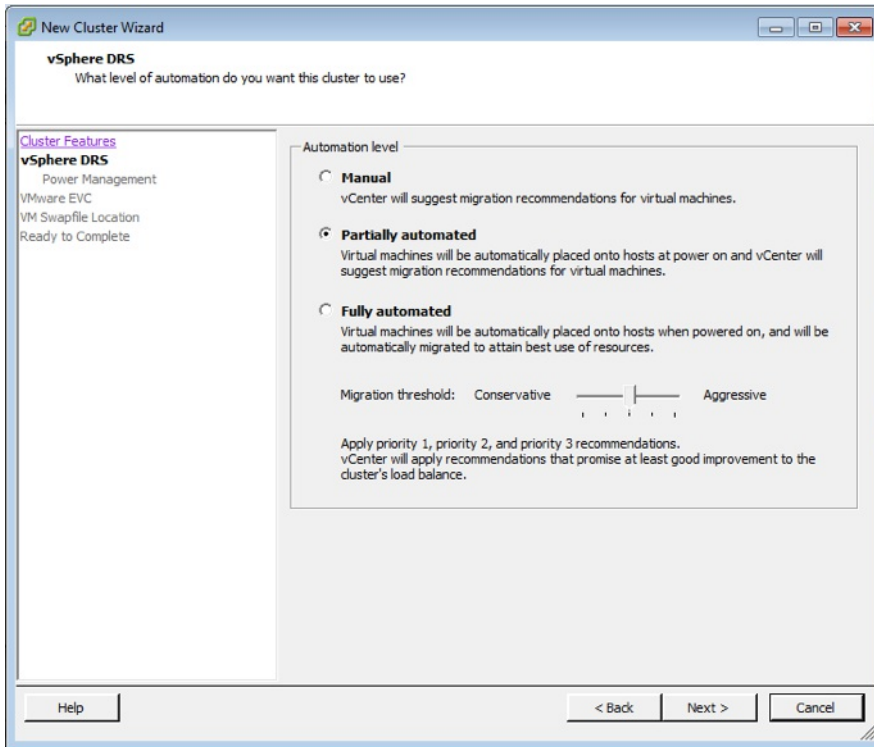 New Cluster Wizard
vSphere DRS
What level of automation do you want this cluster to use?
Cluster Features
vSphere DRS
Power Management
VMware EVC
VM Swapfile Location
Ready to Complete
Automation level
Manual
vCenter will suggest migration recommendations for virtual machines.
Partially automated
Virtual machines will be automatically placed onto hosts at power on and vCenter will
suggest migration recommendations for virtual machines.
Fully automated
Virtual machines will be automatically placed onto hosts when powered on, and will be
automatically migrated to attain best use of resources.
Migration threshold: Conservative Aggressive
Apply priority 1, priority 2, and priority 3 recommendations.
vCenter will apply recommendations that promise at least good improvement to the
cluster's load balance.
Help < Back Next > Cancel